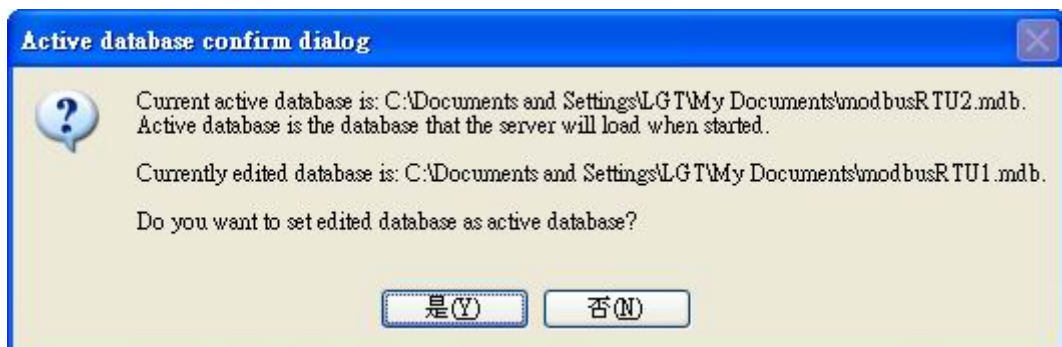 Active database confirm dialog
Current active database is: C:\Documents and Settings\LGT\My Documents\modbusRTU2.mdb.
Active database is the database that the server will load when started.
Currently edited database is: C:\Documents and Settings\LGT\My Documents\modbusRTU1.mdb.
Do you want to set edited database as active database?
是(Y) 否(N)